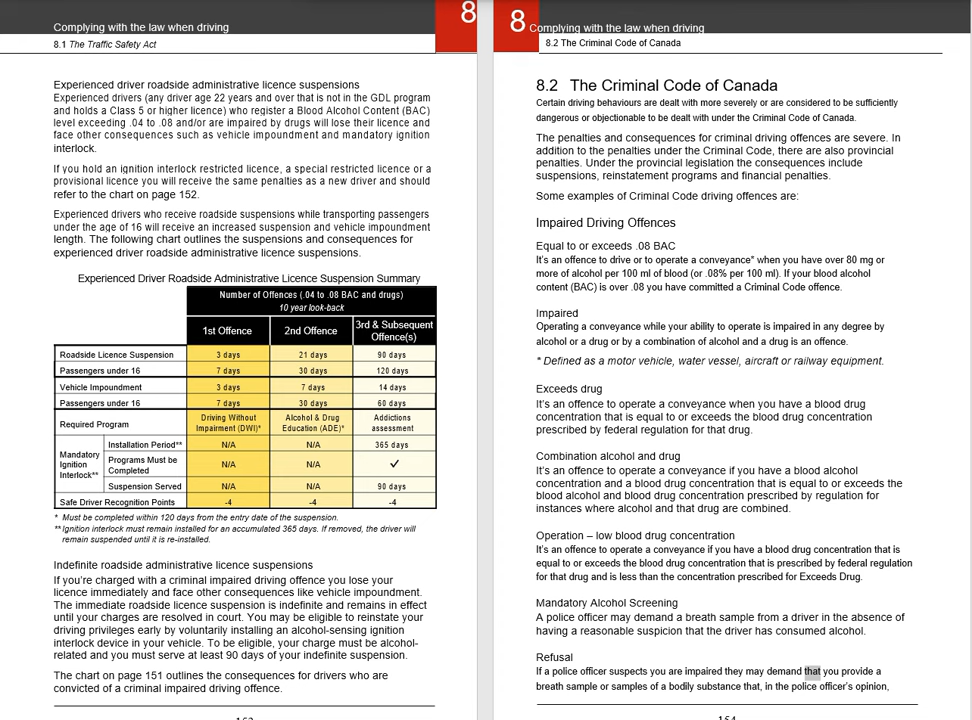 Complying with the law when driving
8
8.1 The Traffic Safety Act
Experienced driver roadside administrative licence suspensions
Experienced drivers (any driver age 22 years and over that is not in the GDL program
and holds a Class 5 or higher licence) who register a Blood Alcohol Content (BAC)
level exceeding .04 to .08 and/or are impaired by drugs will lose their licence and
face other consequences such as vehicle impoundment and mandatory ignition
interlock.
If you hold an ignition interlock restricted licence, a special restricted licence or a
provisional licence you will receive the same penalties as a new driver and should
refer to the chart on page 152.
Experienced drivers who receive roadside suspensions while transporting passengers
under the age of 16 will receive an increased suspension and vehicle impoundment
length. The following chart outlines the suspensions and consequences for
experienced driver roadside administrative licence suspensions.
Experienced Driver Roadside Administrative Licence Suspension Summary
Number of Offences (.04 to .08 BAC and drugs)
10 year look-back
1st Offence 2nd Offence 3rd & Subsequent Offence(s)
Roadside Licence Suspension 3 days 21 days 90 days
Passengers under 16 7 days 30 days 120 days
Vehicle Impoundment 3 days 7 days 14 days
Passengers under 16 7 days 30 days 60 days
Required Program Driving Without Impairment (DWI)* Alcohol & Drug Education (ADE)* Addictions assessment
Mandatory Ignition Interlock**
Installation Period** N/A N/A 365 days
Programs Must be Completed N/A N/A ✓
Suspension Served N/A N/A 90 days
Safe Driver Recognition Points -4 -4 -4
* Must be completed within 120 days from the entry date of the suspension.
** Ignition interlock must remain installed for an accumulated 365 days. If removed, the driver will
remain suspended until it is re-installed.
Indefinite roadside administrative licence suspensions
If you're charged with a criminal impaired driving offence you lose your
licence immediately and face other consequences like vehicle impoundment.
The immediate roadside licence suspension is indefinite and remains in effect
until your charges are resolved in court. You may be eligible to reinstate your
driving privileges early by voluntarily installing an alcohol-sensing ignition
interlock device in your vehicle. To be eligible, your charge must be alcohol-
related and you must serve at least 90 days of your indefinite suspension.
The chart on page 151 outlines the consequences for drivers who are
convicted of a criminal impaired driving offence.
8
Complying with the law when driving
8.2 The Criminal Code of Canada
8.2 The Criminal Code of Canada
Certain driving behaviours are dealt with more severely or are considered to be sufficiently
dangerous or objectionable to be dealt with under the Criminal Code of Canada.
The penalties and consequences for criminal driving offences are severe. In
addition to the penalties under the Criminal Code, there are also provincial
penalties. Under the provincial legislation the consequences include
suspensions, reinstatement programs and financial penalties.
Some examples of Criminal Code driving offences are:
Impaired Driving Offences
Equal to or exceeds .08 BAC
It's an offence to drive or to operate a conveyance* when you have over 80 mg or
more of alcohol per 100 ml of blood (or .08% per 100 ml). If your blood alcohol
content (BAC) is over .08 you have committed a Criminal Code offence.
Impaired
Operating a conveyance while your ability to operate is impaired in any degree by
alcohol or a drug or by a combination of alcohol and a drug is an offence.
* Defined as a motor vehicle, water vessel, aircraft or railway equipment.
Exceeds drug
It's an offence to operate a conveyance when you have a blood drug
concentration that is equal to or exceeds the blood drug concentration
prescribed by federal regulation for that drug.
Combination alcohol and drug
It's an offence to operate a conveyance if you have a blood alcohol
concentration and a blood drug concentration that is equal to or exceeds the
blood alcohol and blood drug concentration prescribed by regulation for
instances where alcohol and that drug are combined.
Operation – low blood drug concentration
It's an offence to operate a conveyance if you have a blood drug concentration that is
equal to or exceeds the blood drug concentration that is prescribed by federal regulation
for that drug and is less than the concentration prescribed for Exceeds Drug.
Mandatory Alcohol Screening
A police officer may demand a breath sample from a driver in the absence of
having a reasonable suspicion that the driver has consumed alcohol.
Refusal
If a police officer suspects you are impaired they may demand that you provide a
breath sample or samples of a bodily substance that, in the police officer's opinion,